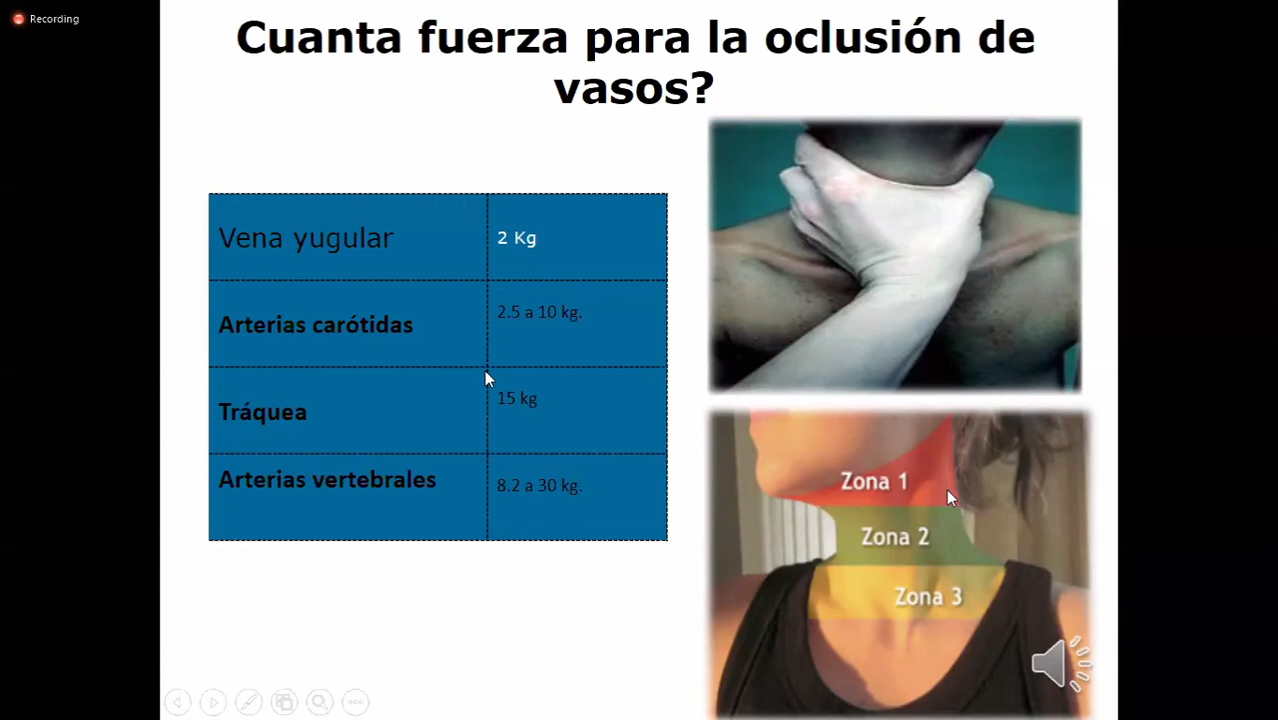 Recording
Cuanta fuerza para la oclusión de
vasos?
Vena yugular
2 Kg
Arterias carótidas
2.5 a 10 kg.
Tráquea
15 kg
Arterias vertebrales
8.2 a 30 kg.
Zona 1
Zona 2
Zona 3